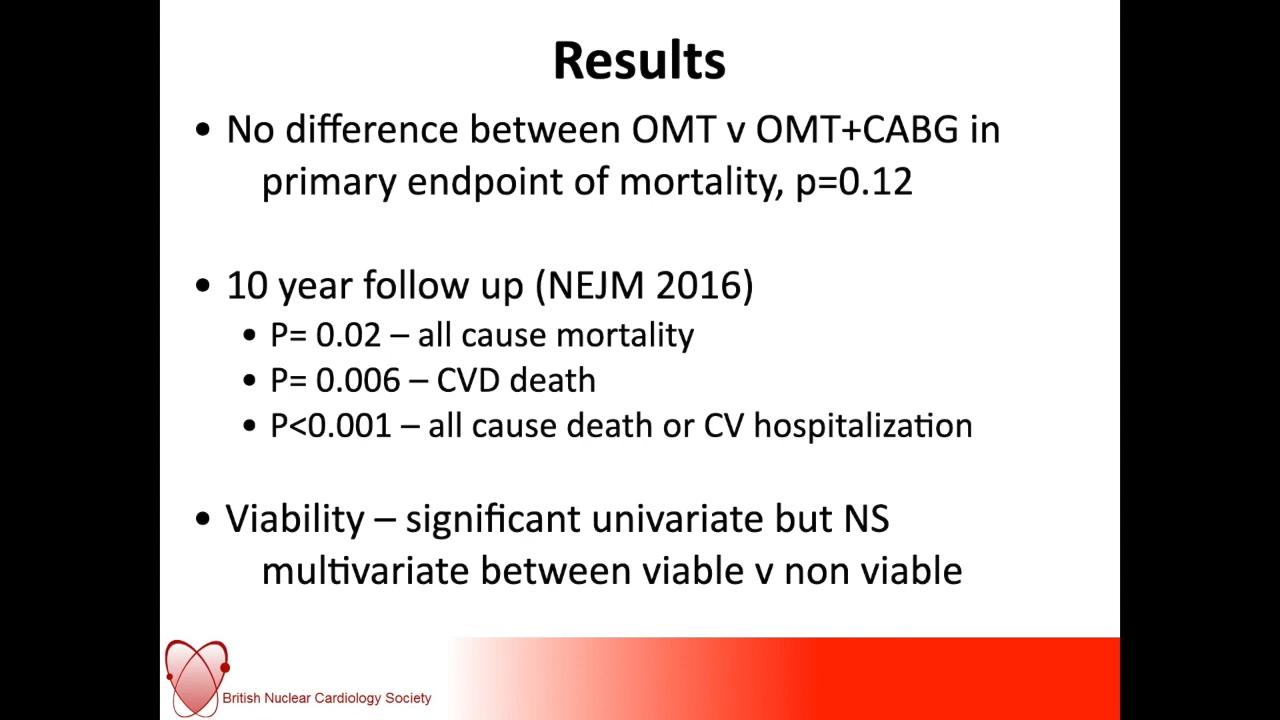 Results
• No difference between OMT v OMT+CABG in
primary endpoint of mortality, p=0.12
• 10 year follow up (NEJM 2016)
• P= 0.02 – all cause mortality
• P= 0.006 – CVD death
• P<0.001 – all cause death or CV hospitalization
• Viability – significant univariate but NS
multivariate between viable v non viable
British Nuclear Cardiology Society